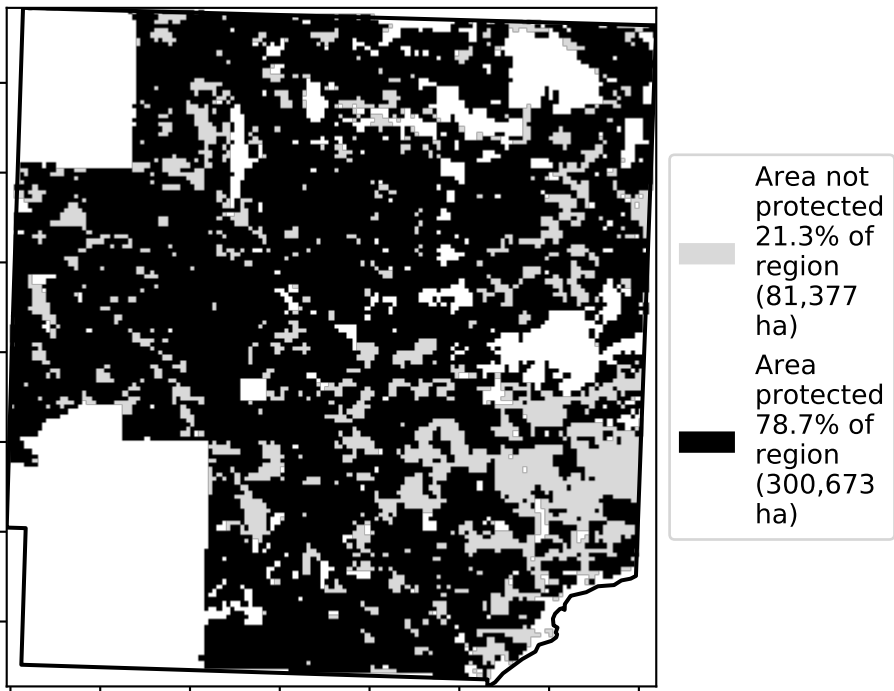 Area not
protected
21.3% of
region
(81,377
ha)
Area
protected
78.7% of
region
(300,673
ha)